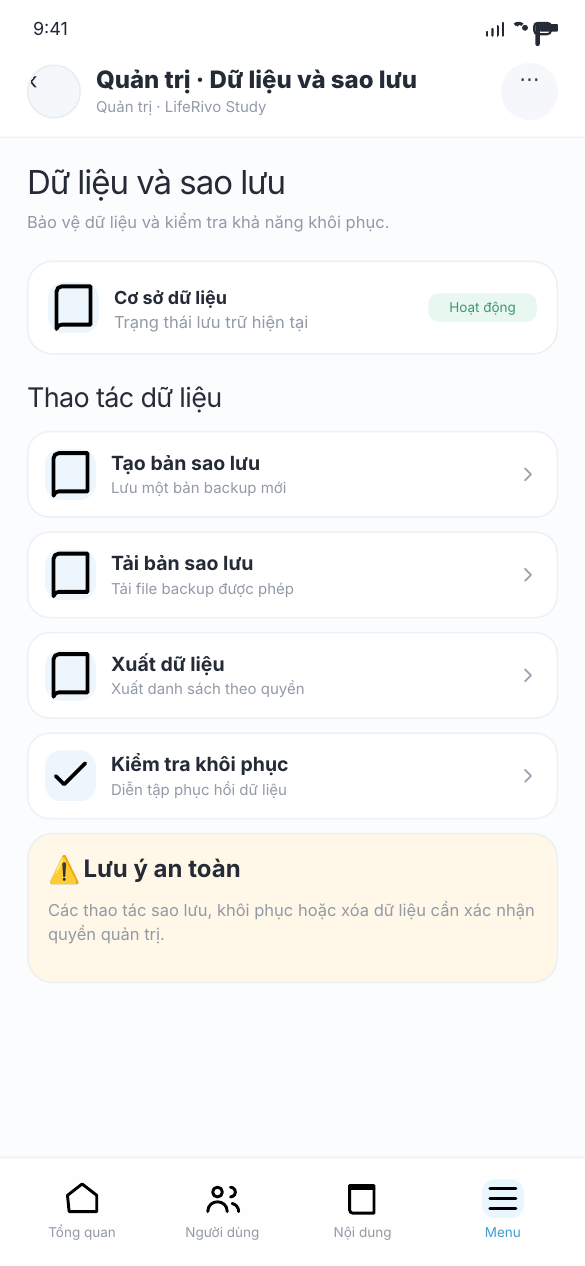 9:41
Quản trị · Dữ liệu và sao lưu
Quản trị · LifeRivo Study
Dữ liệu và sao lưu
Bảo vệ dữ liệu và kiểm tra khả năng khôi phục.
Cơ sở dữ liệu
Trạng thái lưu trữ hiện tại
Hoạt động
Thao tác dữ liệu
Tạo bản sao lưu
Lưu một bản backup mới
Tải bản sao lưu
Tải file backup được phép
Xuất dữ liệu
Xuất danh sách theo quyền
Kiểm tra khôi phục
Diễn tập phục hồi dữ liệu
⚠️ Lưu ý an toàn
Các thao tác sao lưu, khôi phục hoặc xóa dữ liệu cần xác nhận
quyền quản trị.
Tổng quan
Người dùng
Nội dung
Menu